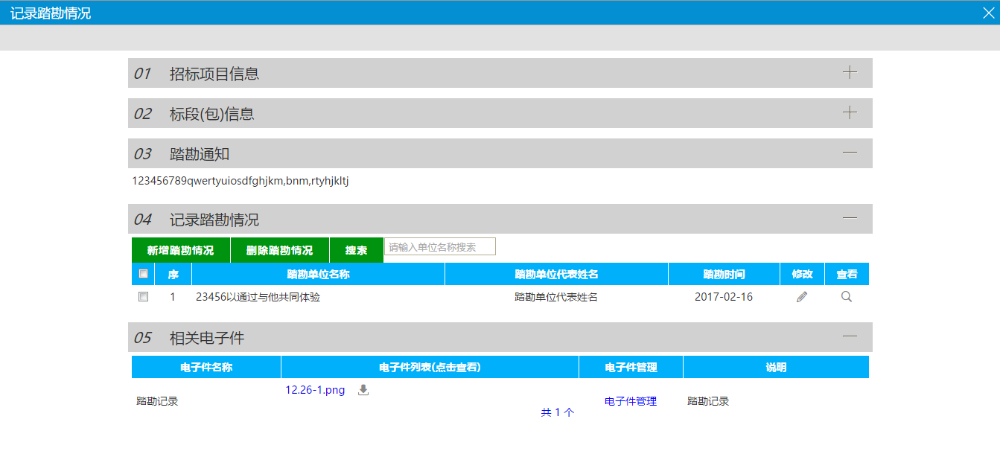 记录踏勘情况
01 招标项目信息
02 标段(包)信息
03 踏勘通知
123456789qwertyuiosdfghjkm,bnm,rtyhjkltj
04 记录踏勘情况
新增踏勘情况 删除踏勘情况 搜索 请输入单位名称搜索
序 踏勘单位名称 踏勘单位代表姓名 踏勘时间 修改 查看
1 23456以通过与他共同体验 踏勘单位代表姓名 2017-02-16
05 相关电子件
电子件名称 电子件列表(点击查看) 电子件管理 说明
12.26-1.png
踏勘记录 电子件管理 踏勘记录
共 1 个